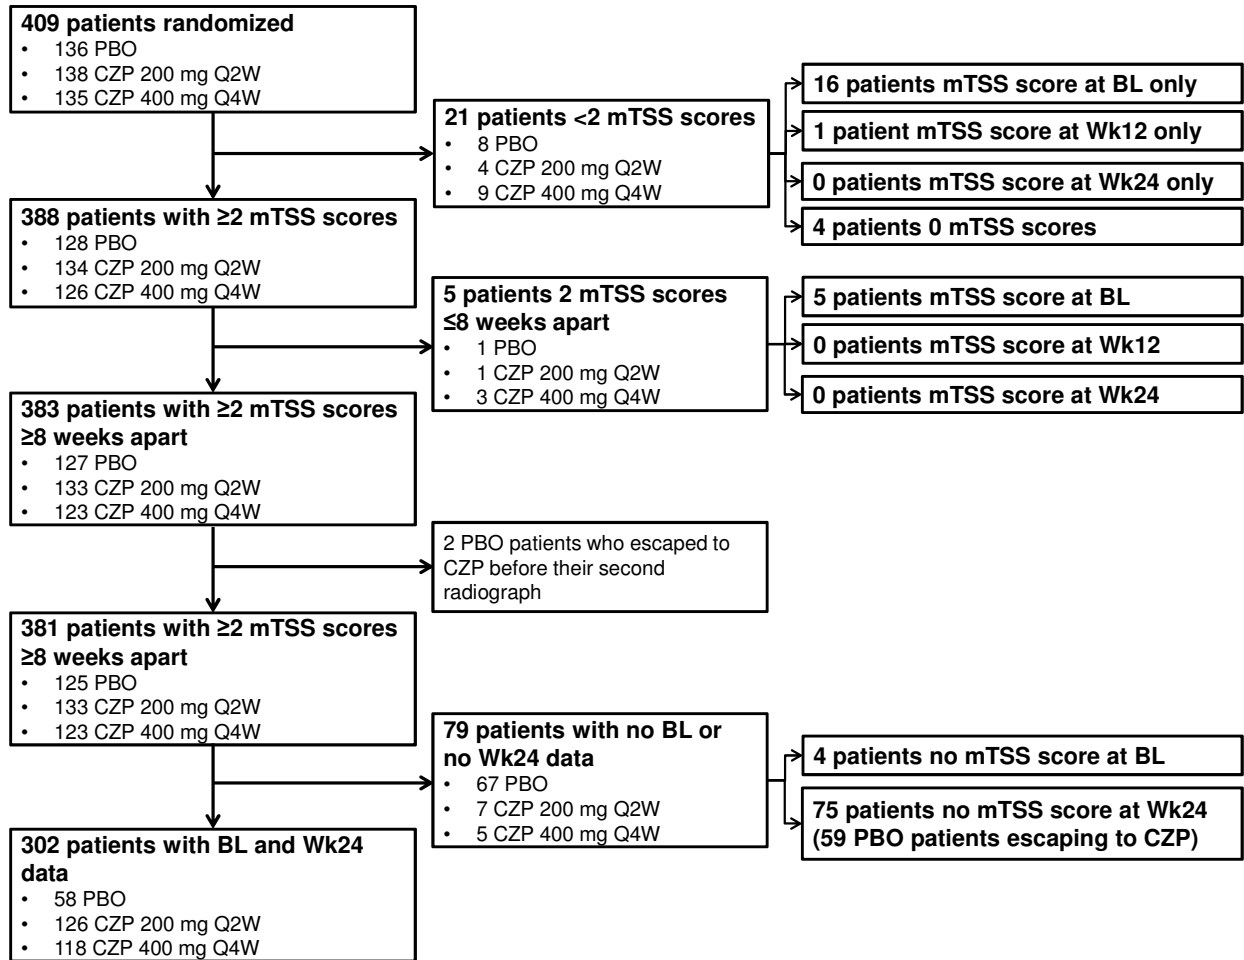 409 patients randomized
• 136 PBO
• 138 CZP 200 mg Q2W
• 135 CZP 400 mg Q4W
21 patients <2 mTSS scores
• 8 PBO
• 4 CZP 200 mg Q2W
• 9 CZP 400 mg Q4W
16 patients mTSS score at BL only
1 patient mTSS score at Wk12 only
0 patients mTSS score at Wk24 only
4 patients 0 mTSS scores
388 patients with ≥2 mTSS scores
• 128 PBO
• 134 CZP 200 mg Q2W
• 126 CZP 400 mg Q4W
5 patients 2 mTSS scores
≤8 weeks apart
• 1 PBO
• 1 CZP 200 mg Q2W
• 3 CZP 400 mg Q4W
5 patients mTSS score at BL
0 patients mTSS score at Wk12
0 patients mTSS score at Wk24
383 patients with ≥2 mTSS scores
≥8 weeks apart
• 127 PBO
• 133 CZP 200 mg Q2W
• 123 CZP 400 mg Q4W
2 PBO patients who escaped to
CZP before their second
radiograph
381 patients with ≥2 mTSS scores
≥8 weeks apart
• 125 PBO
• 133 CZP 200 mg Q2W
• 123 CZP 400 mg Q4W
79 patients with no BL or
no Wk24 data
• 67 PBO
• 7 CZP 200 mg Q2W
• 5 CZP 400 mg Q4W
4 patients no mTSS score at BL
75 patients no mTSS score at Wk24
(59 PBO patients escaping to CZP)
302 patients with BL and Wk24
data
• 58 PBO
• 126 CZP 200 mg Q2W
• 118 CZP 400 mg Q4W